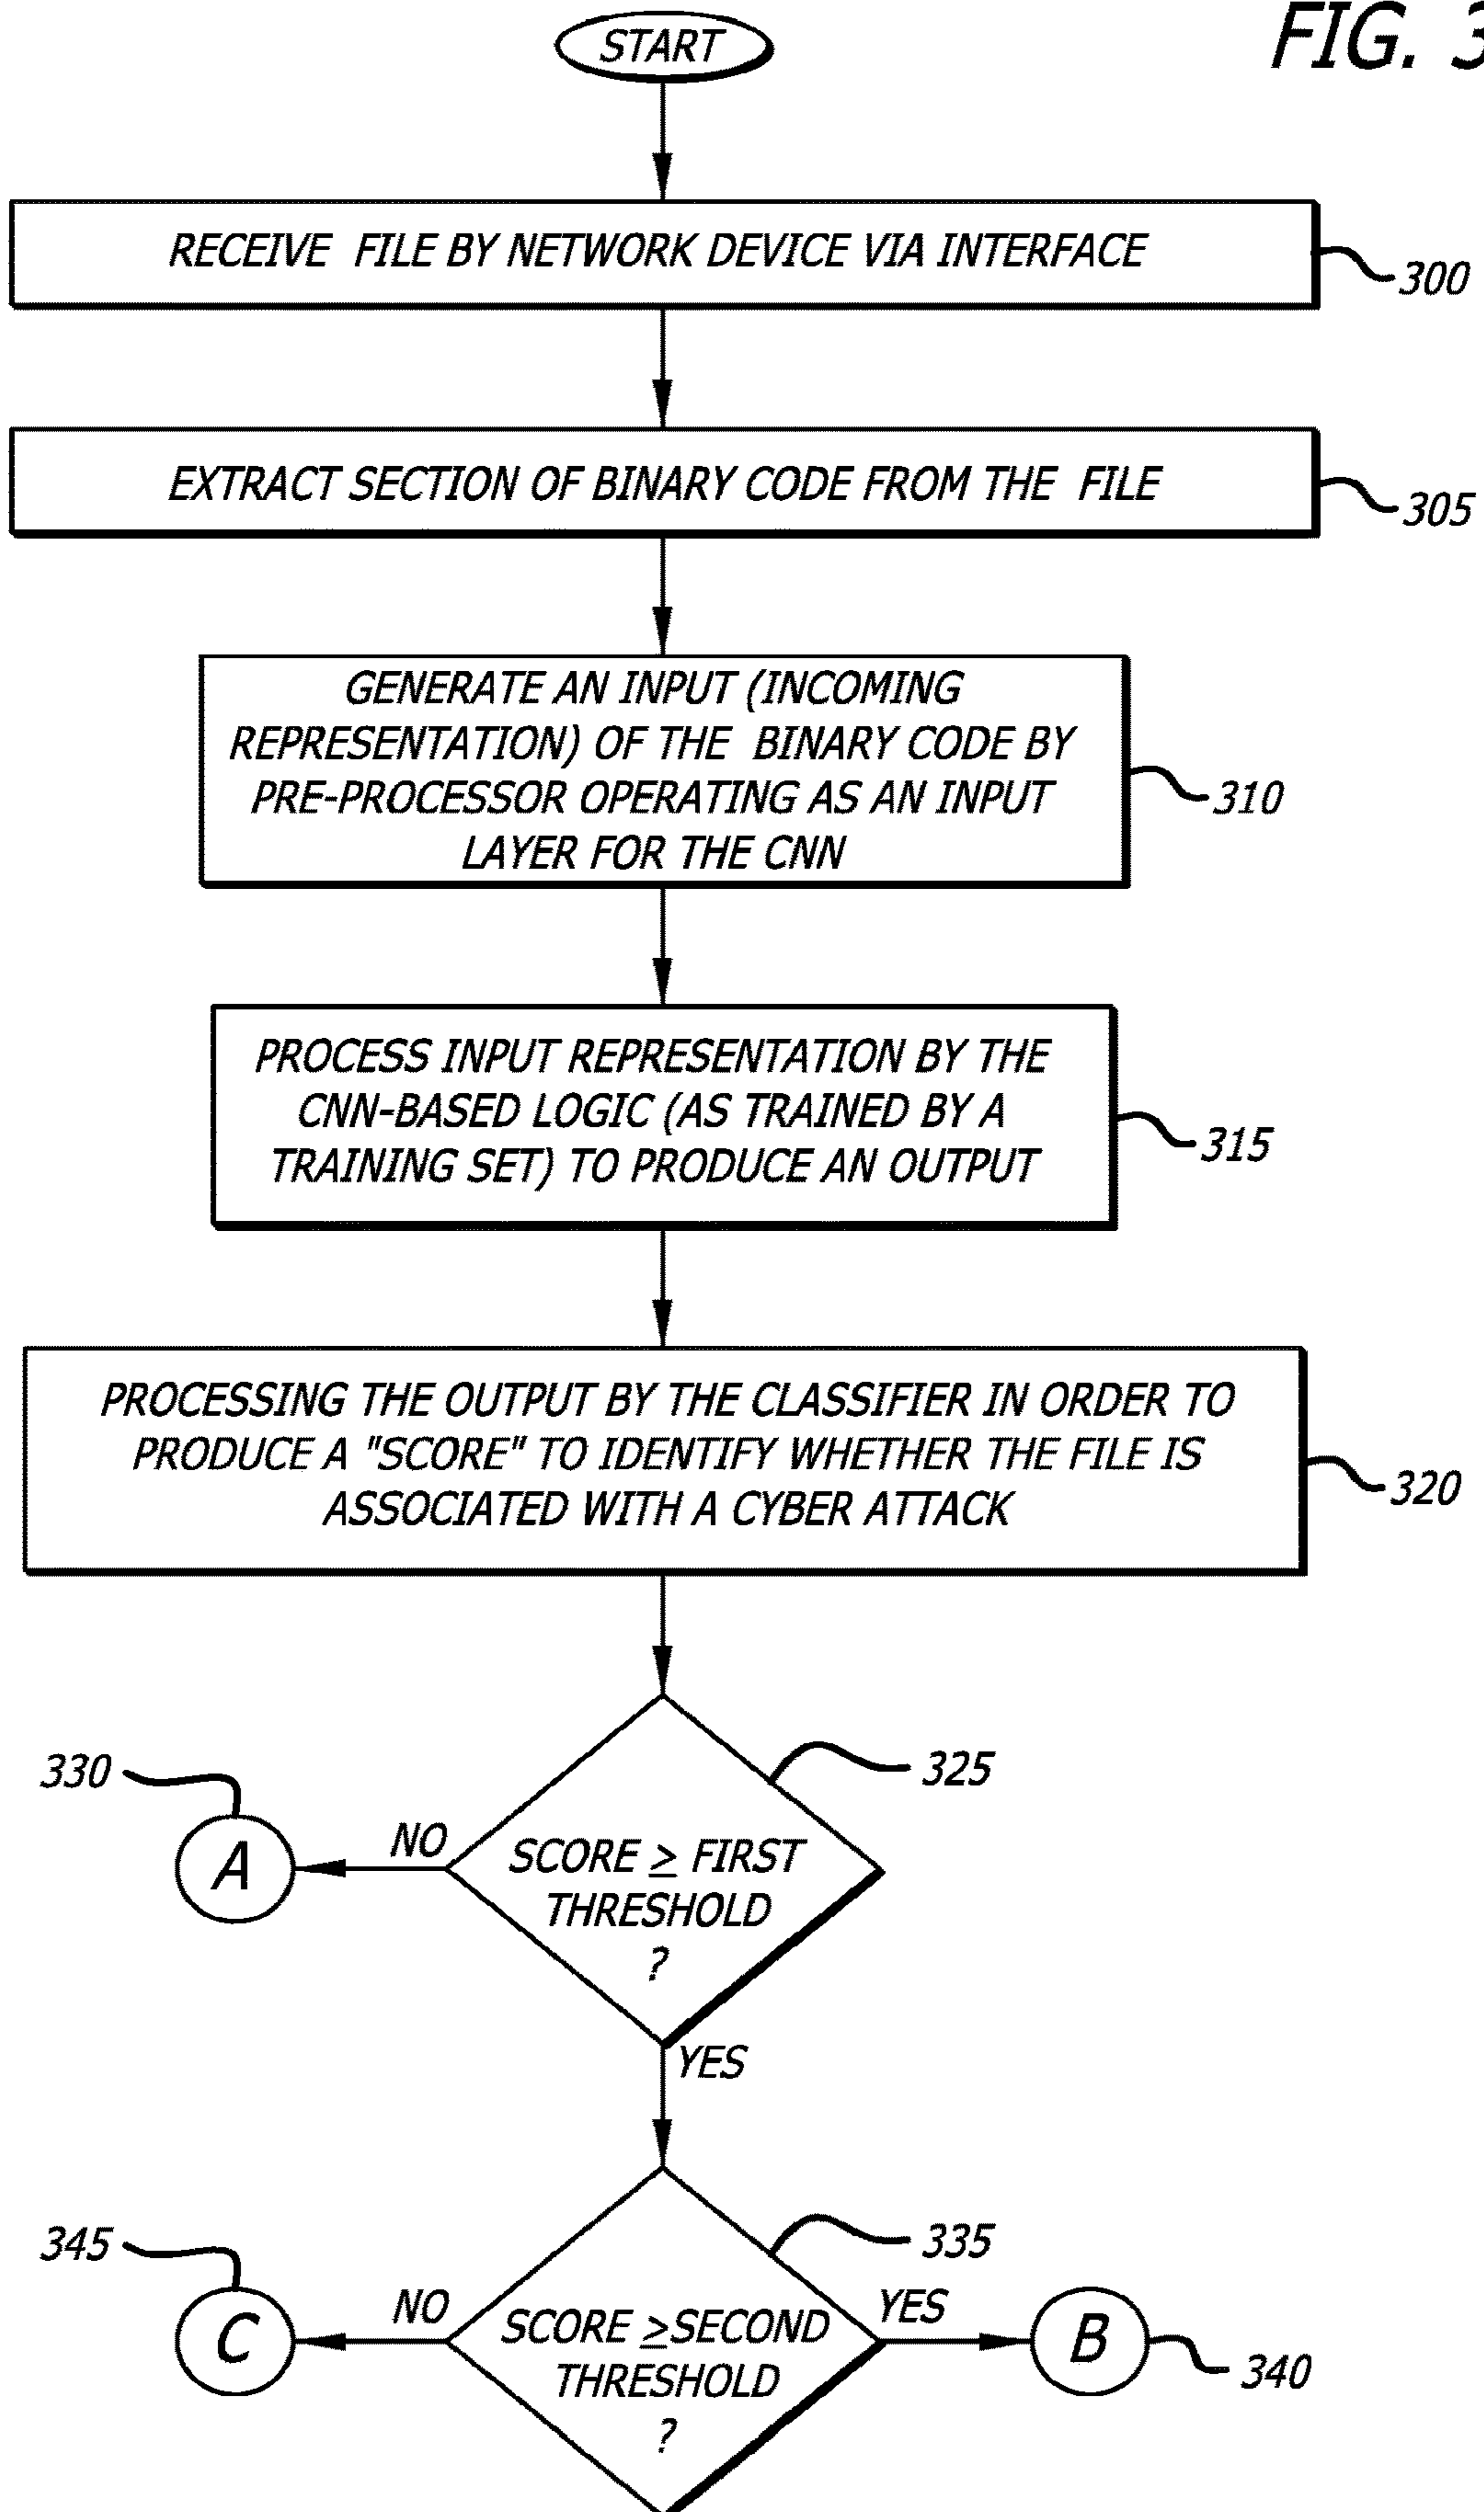 START
FIG. 3
RECEIVE FILE BY NETWORK DEVICE VIA INTERFACE
300
EXTRACT SECTION OF BINARY CODE FROM THE FILE
305
GENERATE AN INPUT (INCOMING
REPRESENTATION) OF THE BINARY CODE BY
PRE-PROCESSOR OPERATING AS AN INPUT
LAYER FOR THE CNN
310
PROCESS INPUT REPRESENTATION BY THE
CNN-BASED LOGIC (AS TRAINED BY A
TRAINING SET) TO PRODUCE AN OUTPUT
315
PROCESSING THE OUTPUT BY THE CLASSIFIER IN ORDER TO
PRODUCE A "SCORE" TO IDENTIFY WHETHER THE FILE IS
ASSOCIATED WITH A CYBER ATTACK
320
330
325
A
NO
SCORE ≥ FIRST
THRESHOLD
?
YES
345
335
C
NO
SCORE ≥SECOND
THRESHOLD
?
YES
B
340